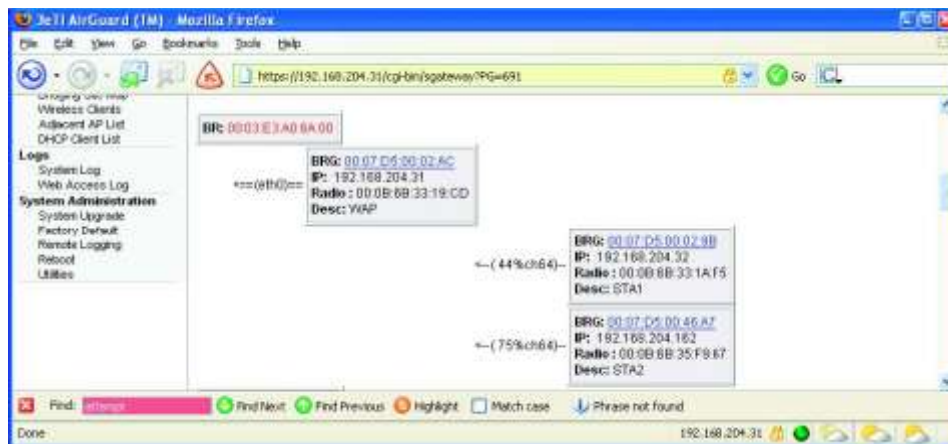 JeTI AirGuard (TM) - Mozilla Firefox
File Edit View Go Bookmarks Tools Help
https://192.168.204.31/cgi-bin/sgateway?PG=691
Go
Wireless Clients
Adjacent AP List
DHCP Client List
Logs
System Log
Web Access Log
System Administration
System Upgrade
Factory Default
Remote Logging
Reboot
Utilities
BR: 00:03:E3:A0:8A:00
<==(eth0)==
BRG: 00:07:D5:00:02:AC
IP: 192.168.204.31
Radio : 00:0B:6B:33:19:CD
Desc: WAP
<--( 44%ch64)--
BRG: 00:07:D5:00:02:9B
IP: 192.168.204.32
Radio : 00:0B:6B:33:1A:F5
Desc: STA1
<--( 75%ch64)--
BRG: 00:07:D5:00:46:A7
IP: 192.168.204.162
Radio : 00:0B:6B:35:F9:67
Desc: STA2
Find: attempt Find Next Find Previous Highlight Match case Phrase not found
Done 192.168.204.31